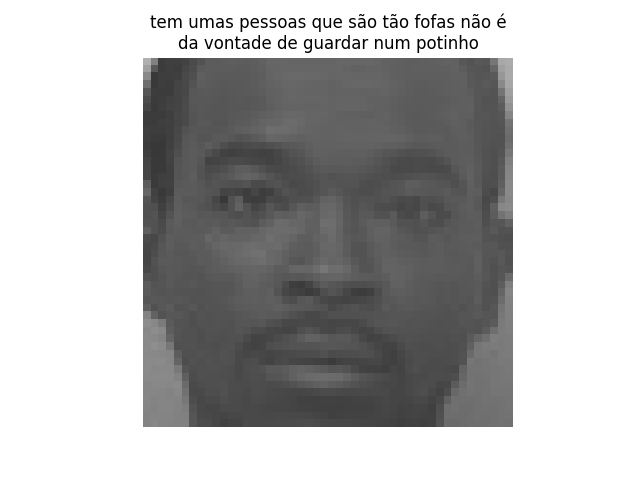 tem umas pessoas que são tão fofas não é
da vontade de guardar num potinho